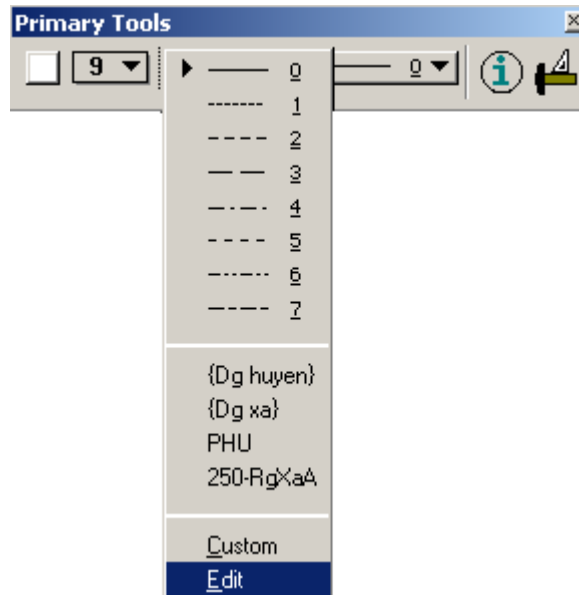 Primary Tools
9 0 0
1
2
3
4
5
6
7
{Dg huyen}
{Dg xa}
PHU
250-RgXaA
Custom
Edit